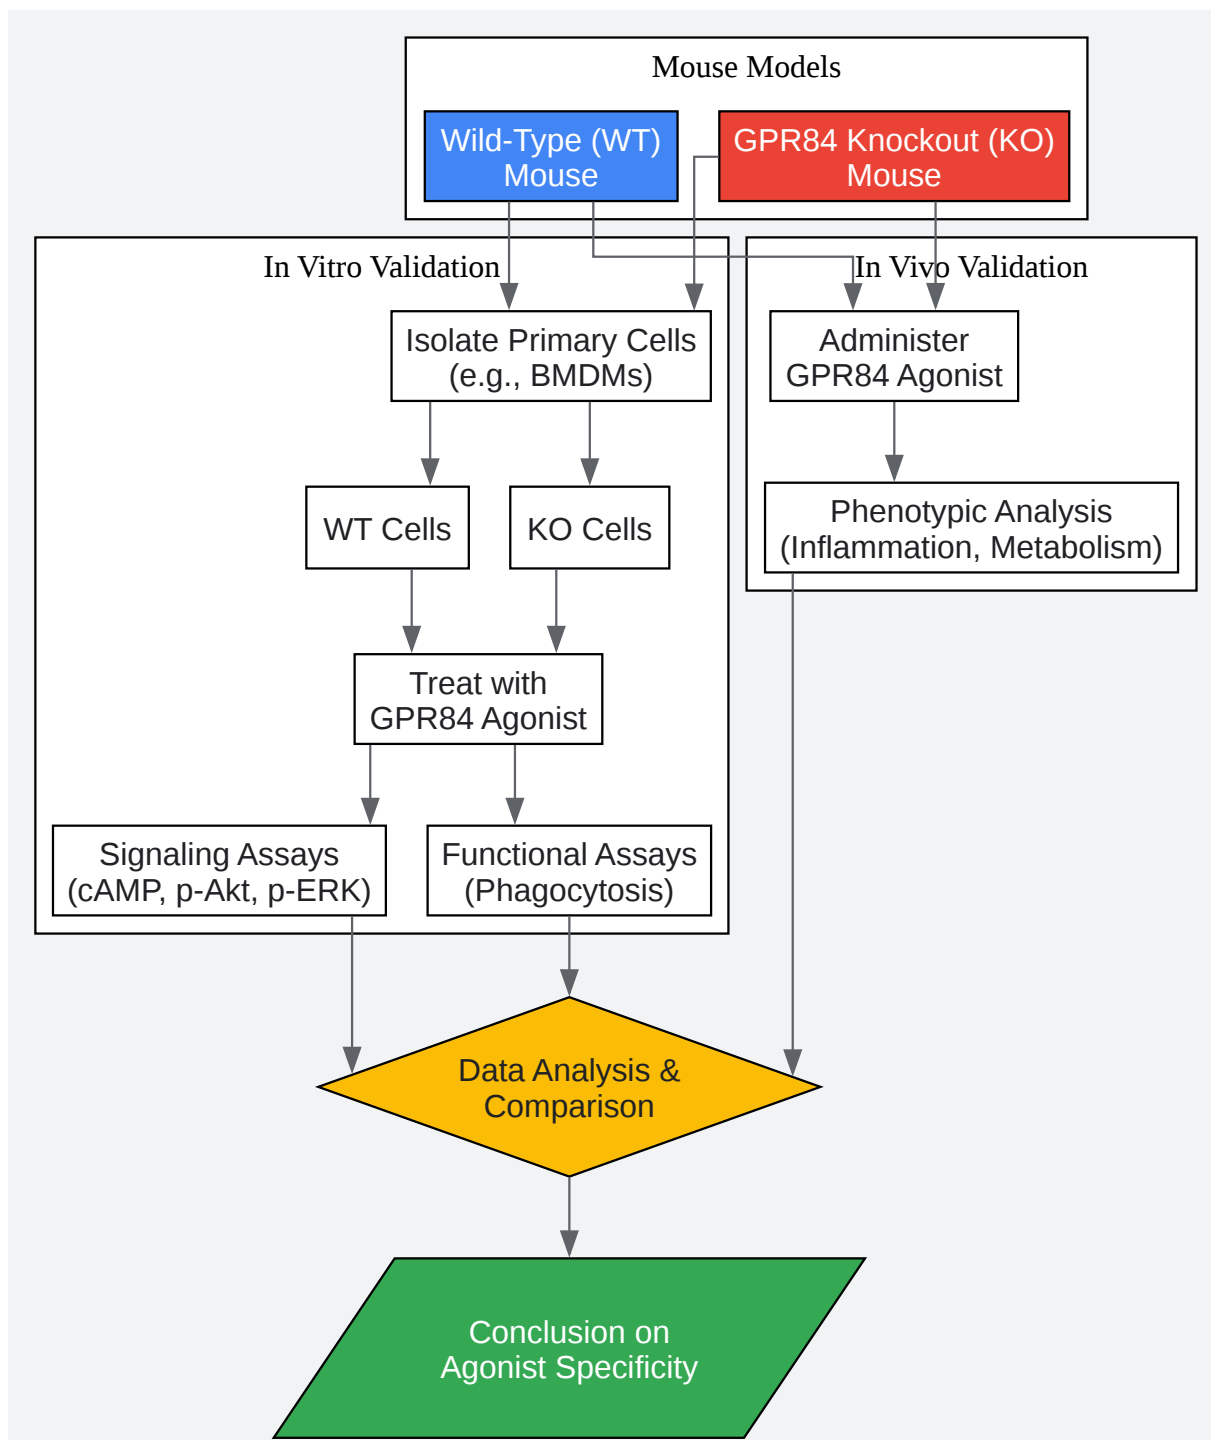 Mouse Models
Wild-Type (WT)
Mouse
GPR84 Knockout (KO)
Mouse
In Vitro Validation
In Vivo Validation
Isolate Primary Cells
(e.g., BMDMs)
Administer
GPR84 Agonist
WT Cells
KO Cells
Phenotypic Analysis
(Inflammation, Metabolism)
Treat with
GPR84 Agonist
Signaling Assays
(cAMP, p-Akt, p-ERK)
Functional Assays
(Phagocytosis)
Data Analysis &
Comparison
Conclusion on
Agonist Specificity